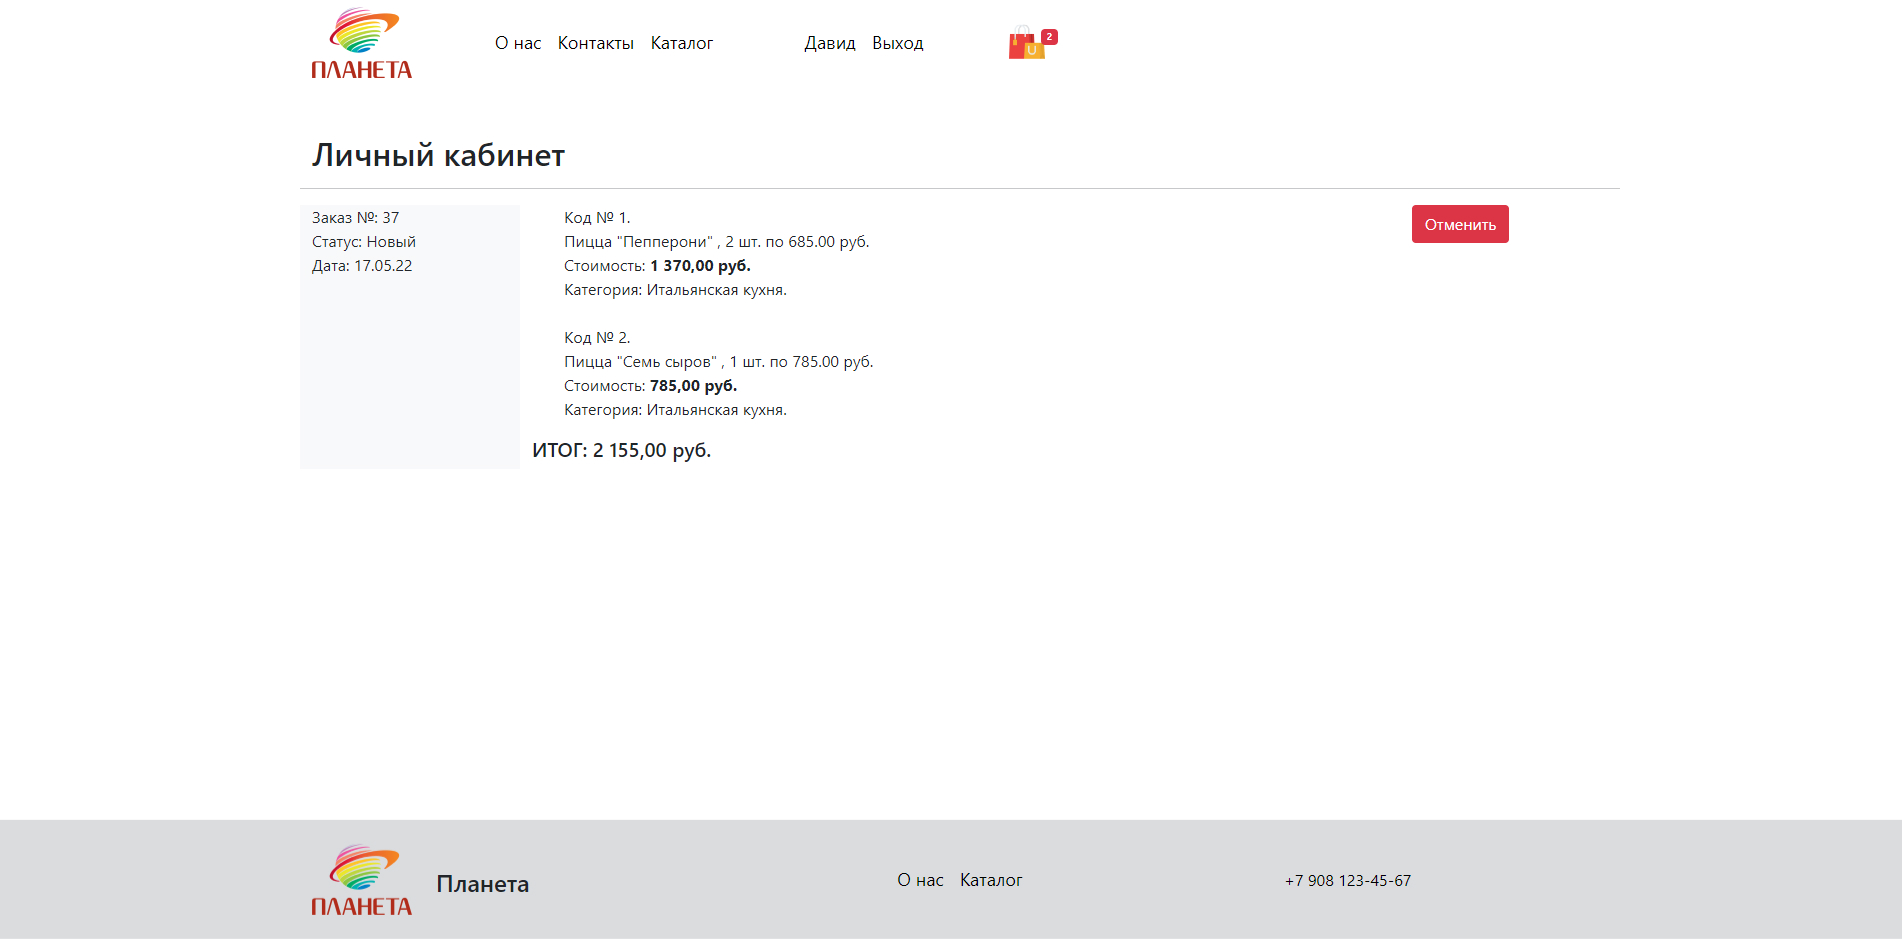 ПЛАНЕТА
О нас Контакты Каталог Давид Выход 2
Личный кабинет
Заказ №: 37
Статус: Новый
Дата: 17.05.22
Код № 1.
Пицца "Пепперони" , 2 шт. по 685.00 руб.
Стоимость: 1 370,00 руб.
Категория: Итальянская кухня.
Код № 2.
Пицца "Семь сыров" , 1 шт. по 785.00 руб.
Стоимость: 785,00 руб.
Категория: Итальянская кухня.
ИТОГ: 2 155,00 руб.
Отменить
ПЛАНЕТА
Планета
О нас Каталог
+7 908 123-45-67